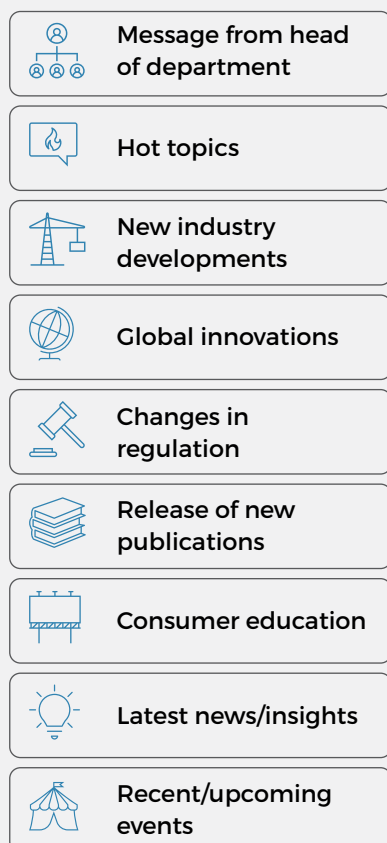 Message from head
of department
Hot topics
New industry
developments
Global innovations
Changes in
regulation
Release of new
publications
Consumer education
Latest news/insights
Recent/upcoming
events